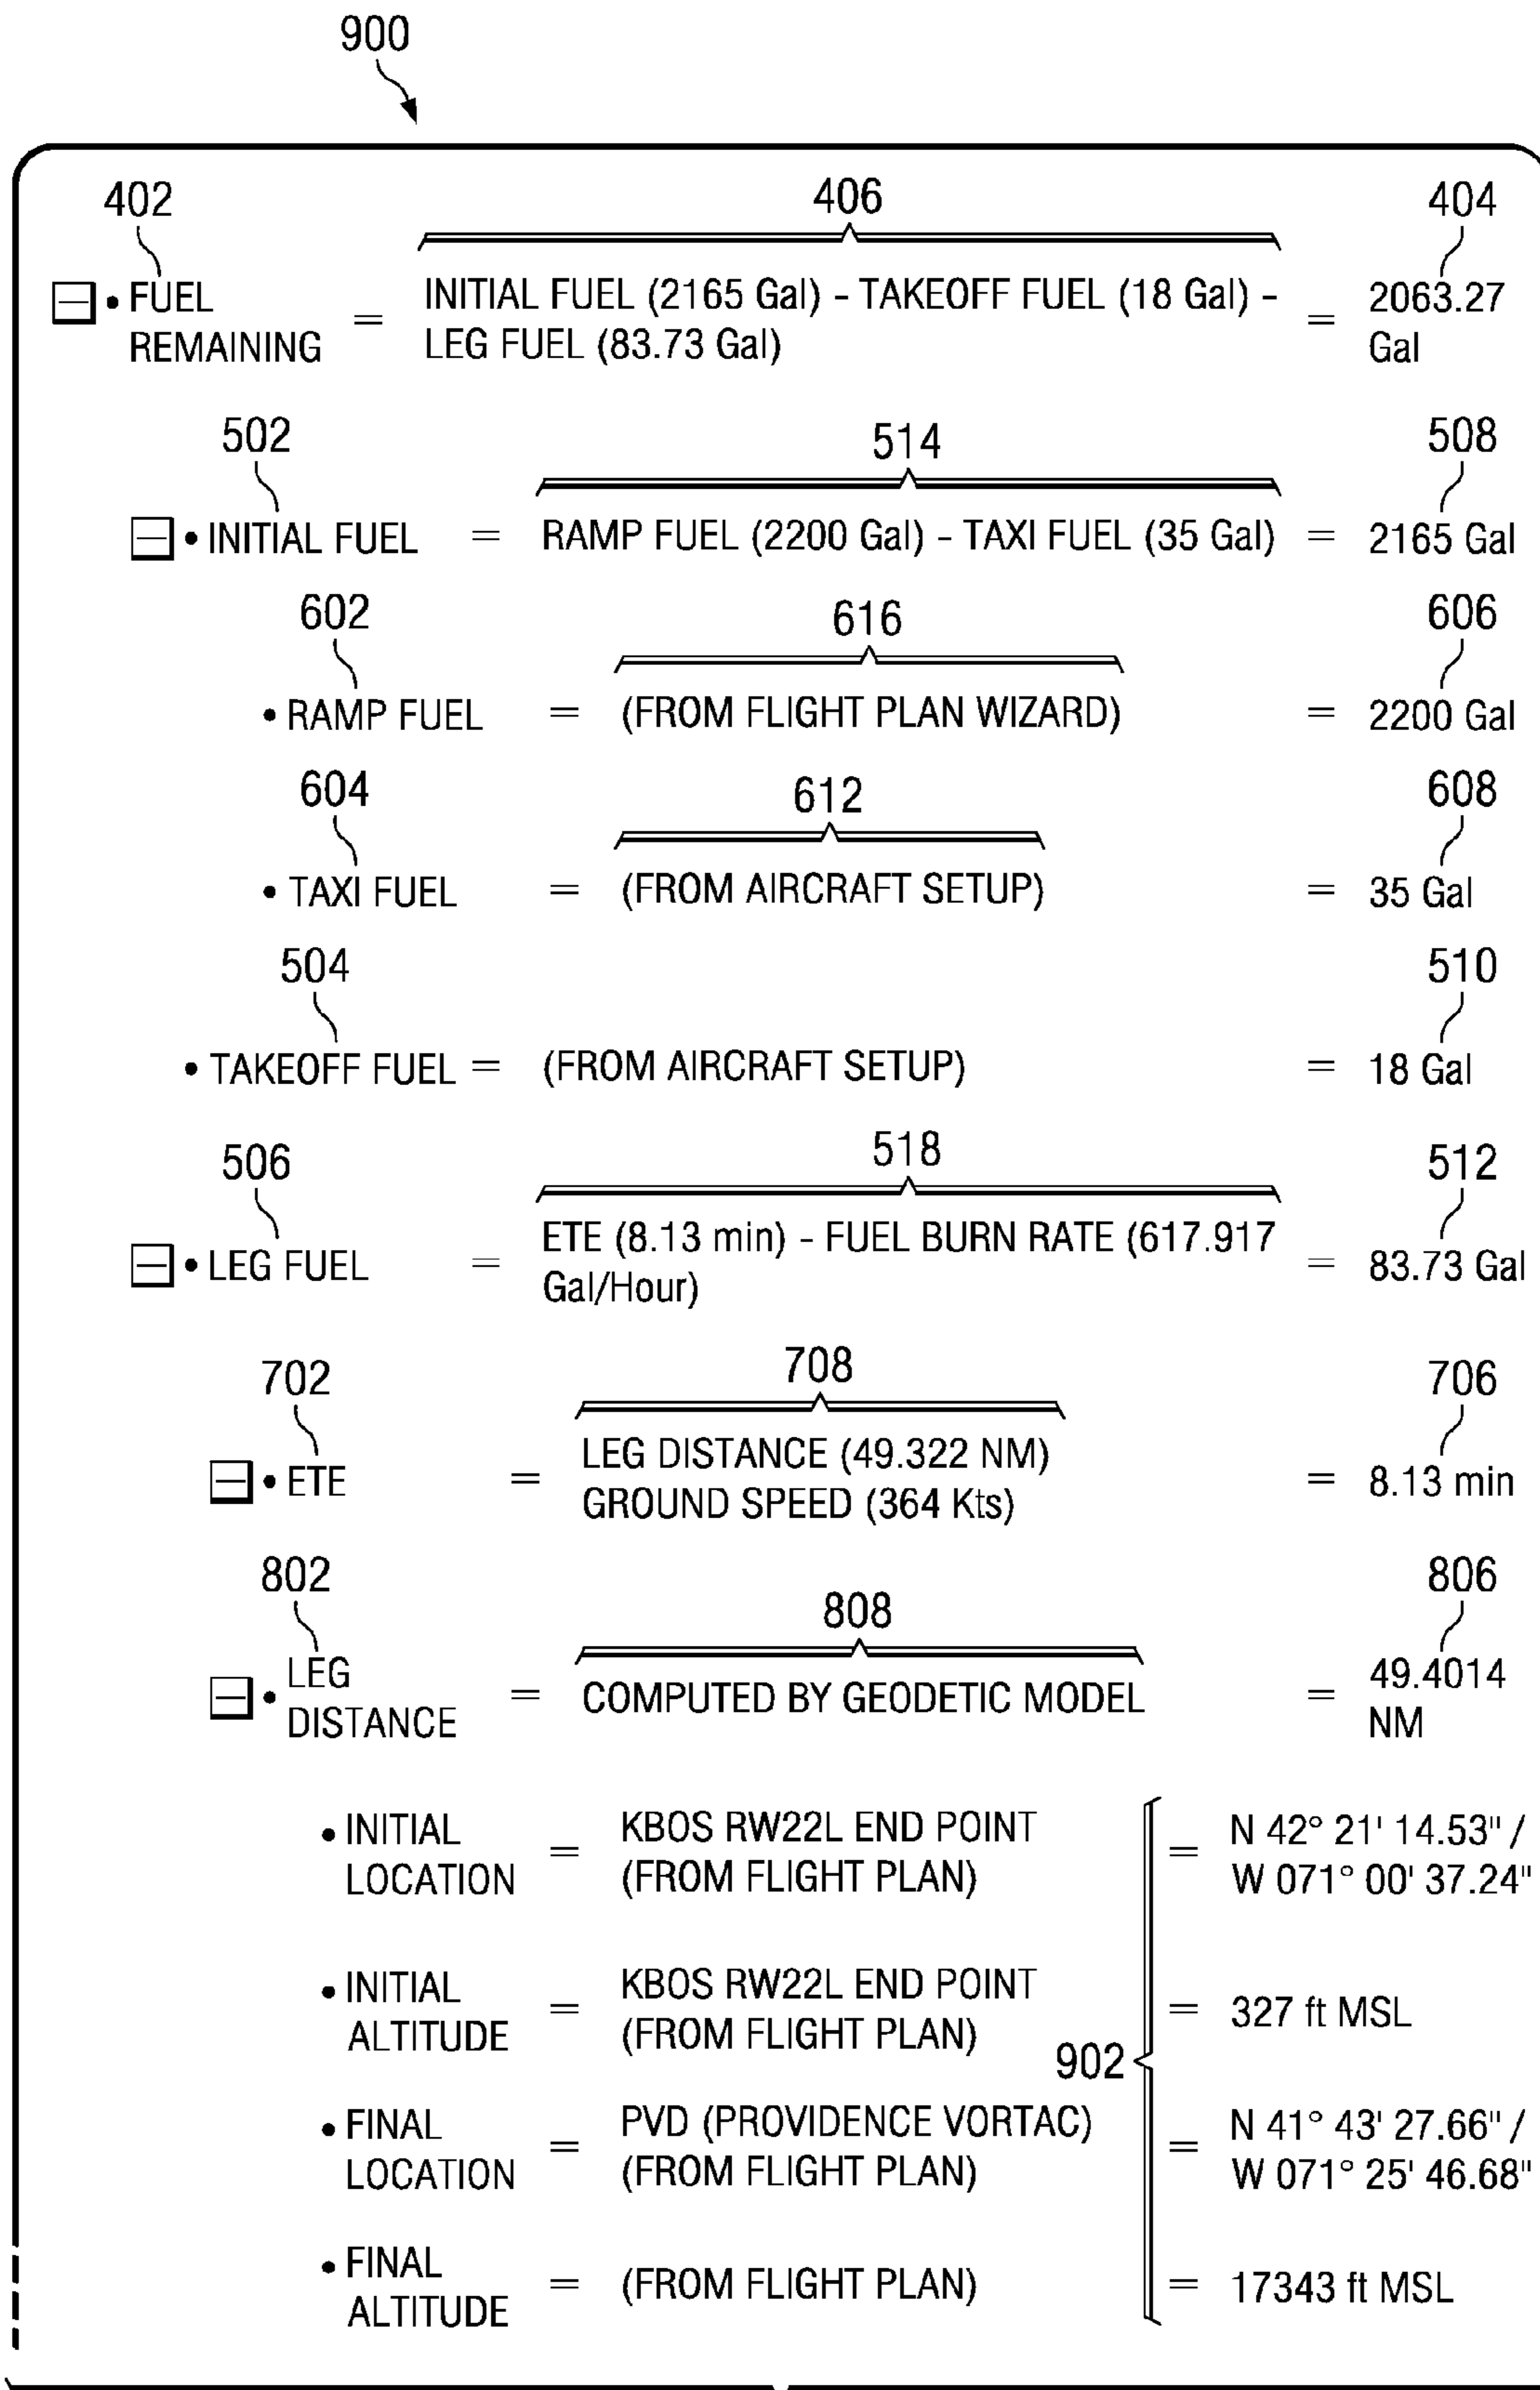 900
402
406
404
• FUEL REMAINING = INITIAL FUEL (2165 Gal) - TAKEOFF FUEL (18 Gal) - LEG FUEL (83.73 Gal) = 2063.27 Gal
502
514
508
• INITIAL FUEL = RAMP FUEL (2200 Gal) - TAXI FUEL (35 Gal) = 2165 Gal
602
616
606
• RAMP FUEL = (FROM FLIGHT PLAN WIZARD) = 2200 Gal
604
612
608
• TAXI FUEL = (FROM AIRCRAFT SETUP) = 35 Gal
504
510
• TAKEOFF FUEL = (FROM AIRCRAFT SETUP) = 18 Gal
506
518
512
• LEG FUEL = ETE (8.13 min) - FUEL BURN RATE (617.917 Gal/Hour) = 83.73 Gal
702
708
706
• ETE = LEG DISTANCE (49.322 NM) GROUND SPEED (364 Kts) = 8.13 min
802
808
806
• LEG DISTANCE = COMPUTED BY GEODETIC MODEL = 49.4014 NM
• INITIAL LOCATION = KBOS RW22L END POINT (FROM FLIGHT PLAN) = N 42° 21' 14.53" / W 071° 00' 37.24"
• INITIAL ALTITUDE = KBOS RW22L END POINT (FROM FLIGHT PLAN) = 327 ft MSL
902
• FINAL LOCATION = PVD (PROVIDENCE VORTAC) (FROM FLIGHT PLAN) = N 41° 43' 27.66" / W 071° 25' 46.68"
• FINAL ALTITUDE = (FROM FLIGHT PLAN) = 17343 ft MSL